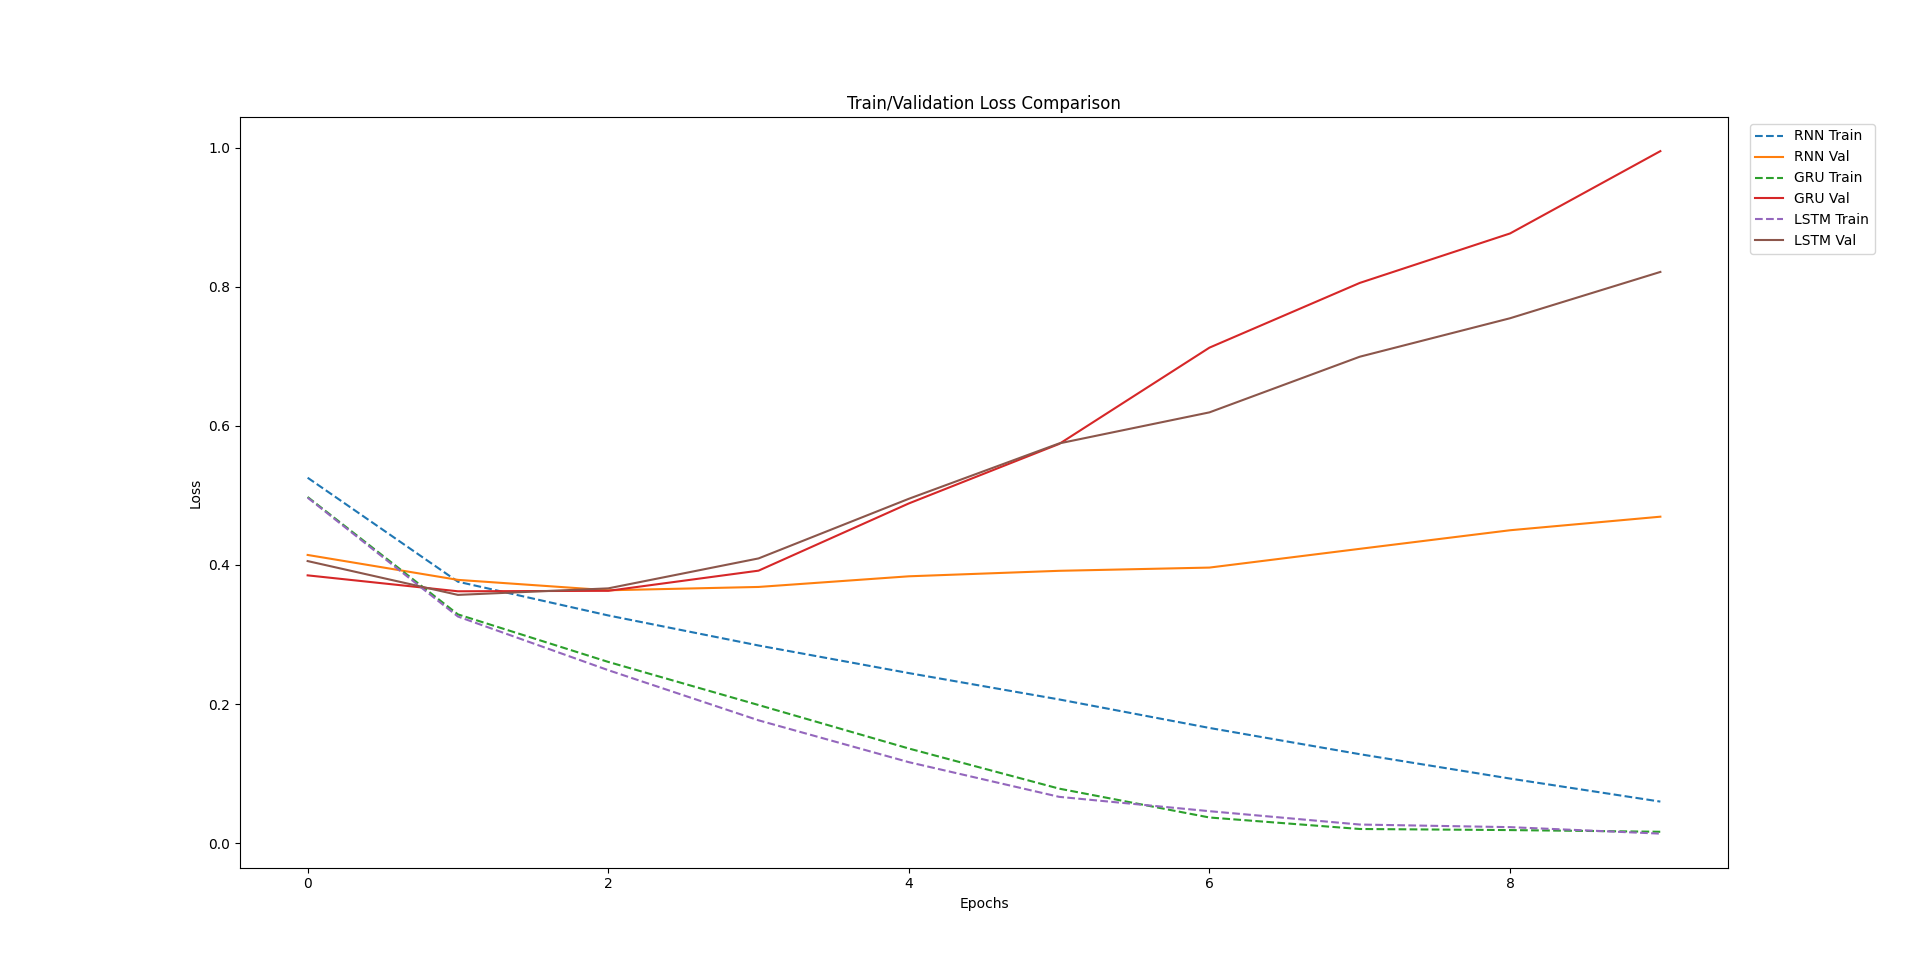 Train/Validation Loss Comparison
1.0
0.8
0.6
0.4
0.2
0.0
Loss
0 2 4 6 8
Epochs
RNN Train
RNN Val
GRU Train
GRU Val
LSTM Train
LSTM Val